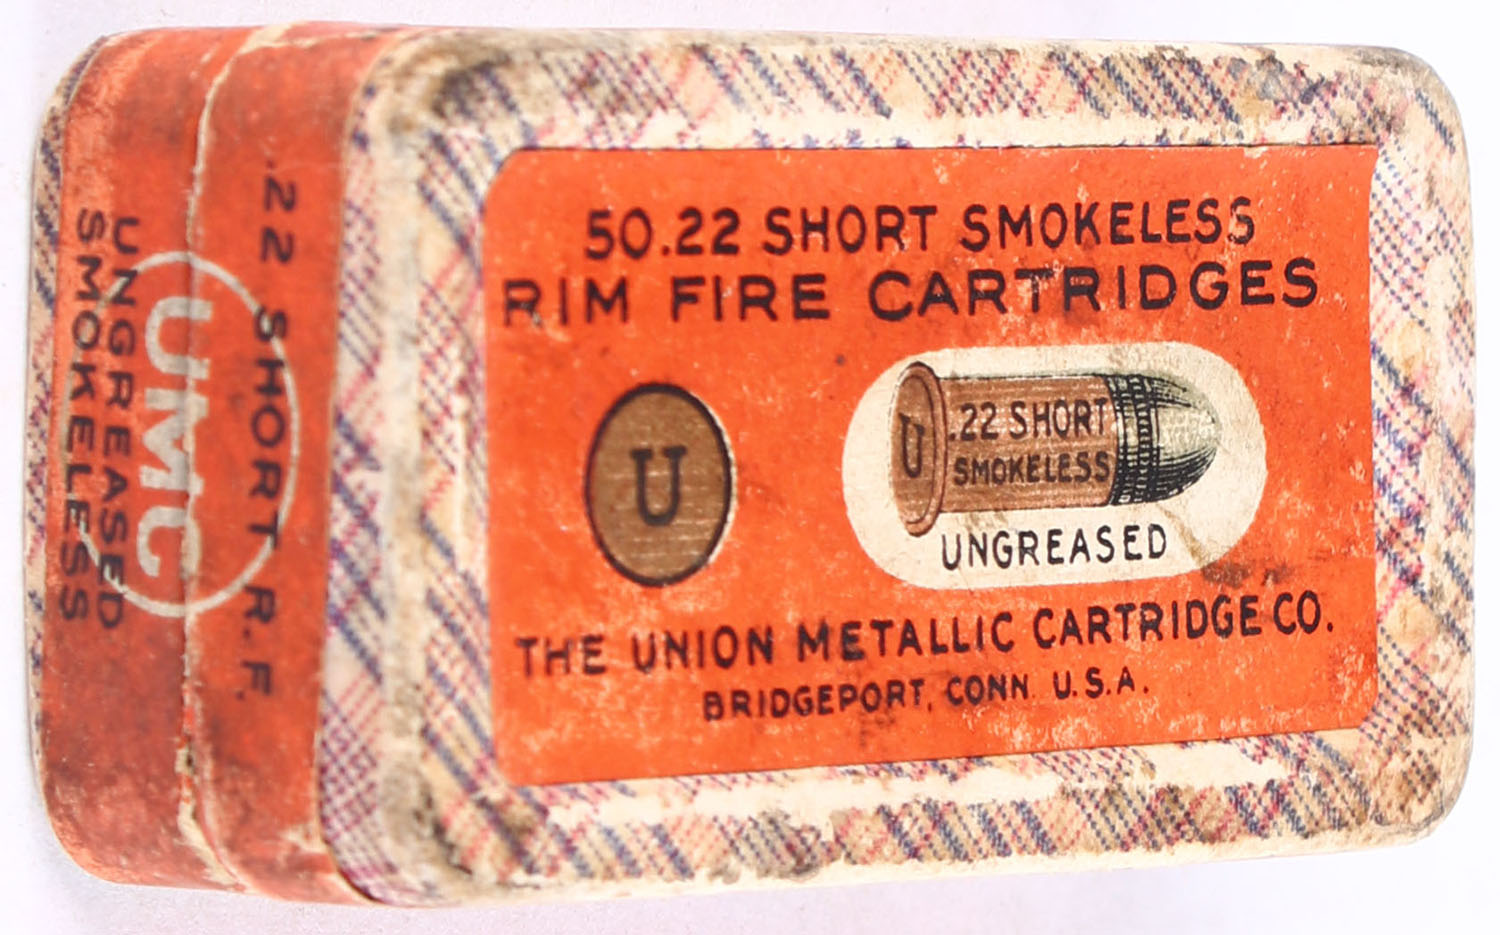 50.22 SHORT SMOKELESS
RIM FIRE CARTRIDGES
U
U
.22 SHORT
SMOKELESS
UNGREASED
THE UNION METALLIC CARTRIDGE CO.
BRIDGEPORT, CONN. U.S.A.
.22 SHORT R.F.
UMC
UNGREASED
SMOKELESS